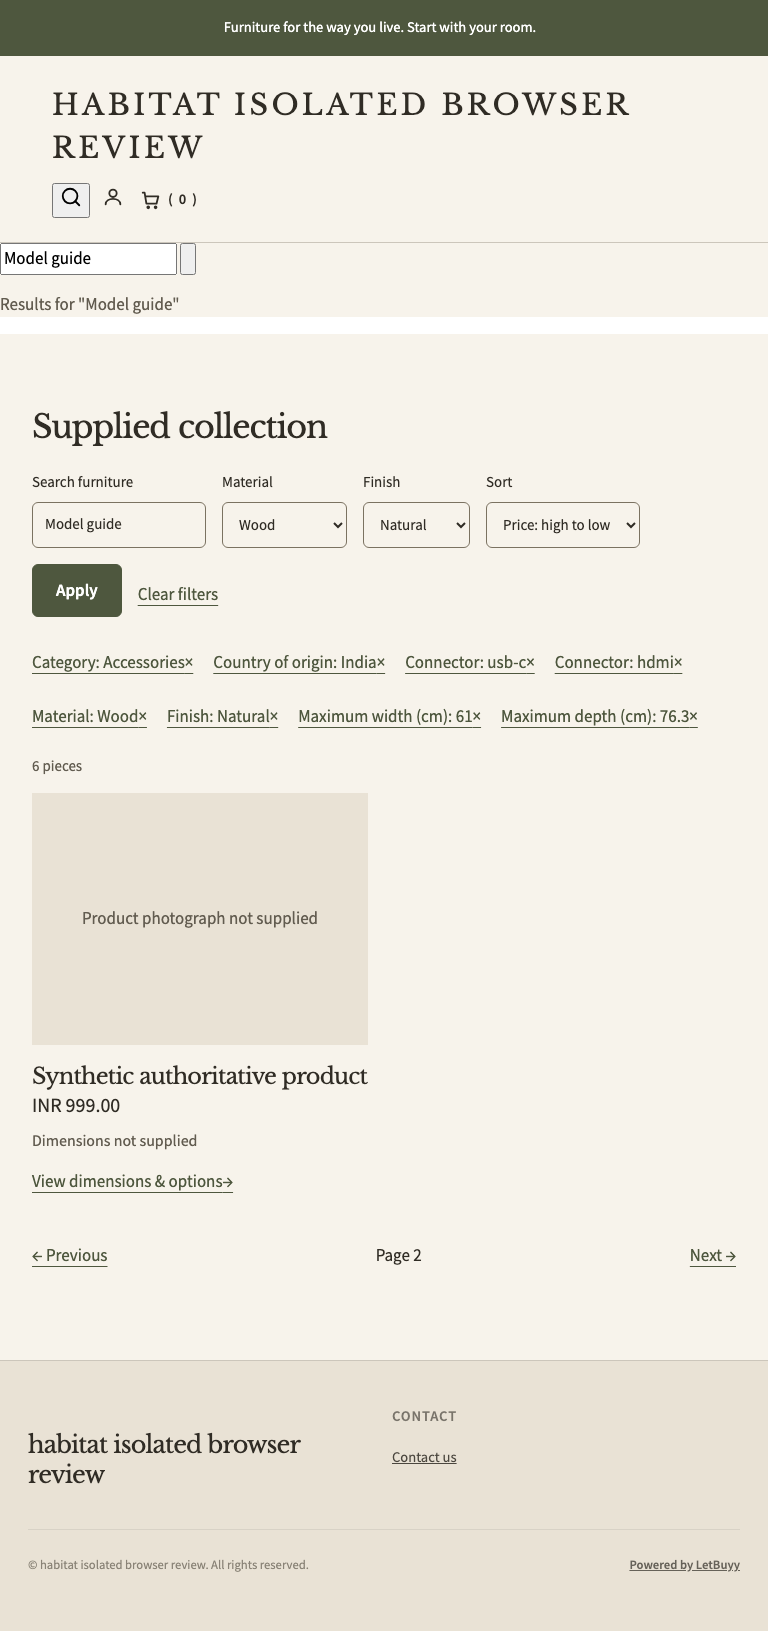 Furniture for the way you live. Start with your room.
HABITAT ISOLATED BROWSER
REVIEW
( 0 )
Model guide
Results for "Model guide"
Supplied collection
Search furniture Material Finish Sort
Model guide Wood Natural Price: high to low
Apply Clear filters
Category: Accessories× Country of origin: India× Connector: usb-c× Connector: hdmi×
Material: Wood× Finish: Natural× Maximum width (cm): 61× Maximum depth (cm): 76.3×
6 pieces
Product photograph not supplied
Synthetic authoritative product
INR 999.00
Dimensions not supplied
View dimensions & options→
← Previous Page 2 Next →
CONTACT
Contact us
habitat isolated browser
review
© habitat isolated browser review. All rights reserved. Powered by LetBuyy